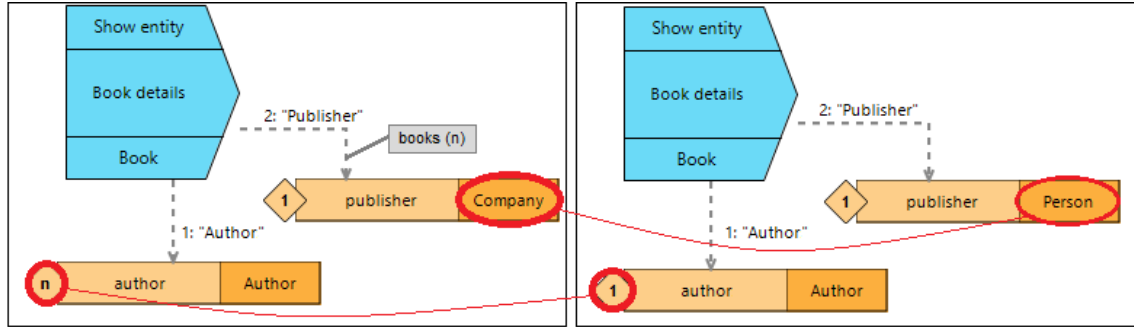 Show entity
Book details
Book
2: "Publisher"
books (n)
1 publisher Company
1: "Author"
n author Author
Show entity
Book details
Book
2: "Publisher"
1 publisher Person
1: "Author"
1 author Author